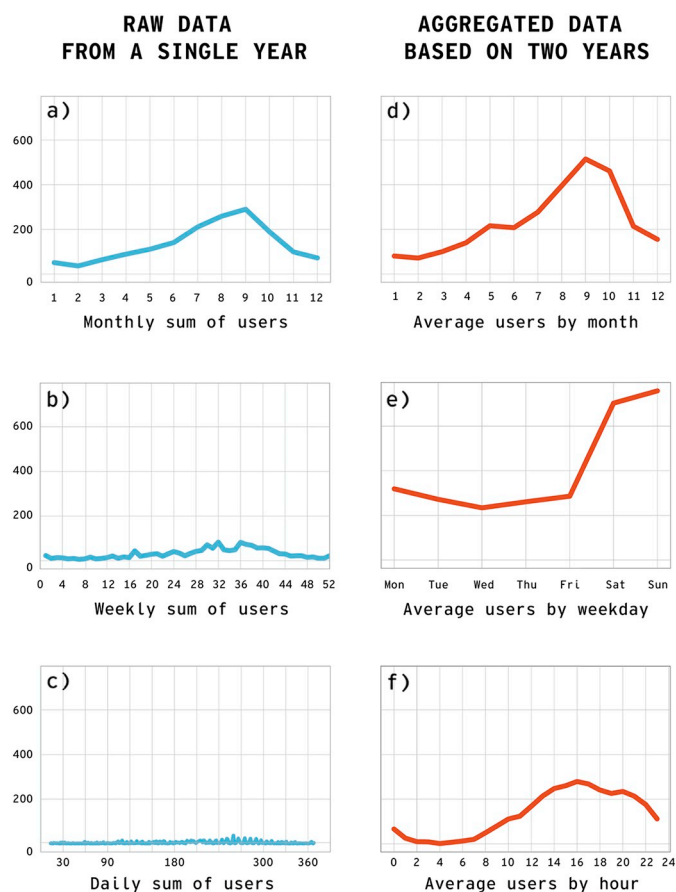 RAW DATA
FROM A SINGLE YEAR
AGGREGATED DATA
BASED ON TWO YEARS
a)
600
400
200
0
1 2 3 4 5 6 7 8 9 10 11 12
Monthly sum of users
d)
1 2 3 4 5 6 7 8 9 10 11 12
Average users by month
b)
600
400
200
0
0 4 8 12 16 20 24 28 32 36 40 44 48 52
Weekly sum of users
e)
Mon Tue Wed Thu Fri Sat Sun
Average users by weekday
c)
600
400
200
0
30 90 180 300 360
Daily sum of users
f)
0 2 4 6 8 10 12 14 16 18 20 22 24
Average users by hour